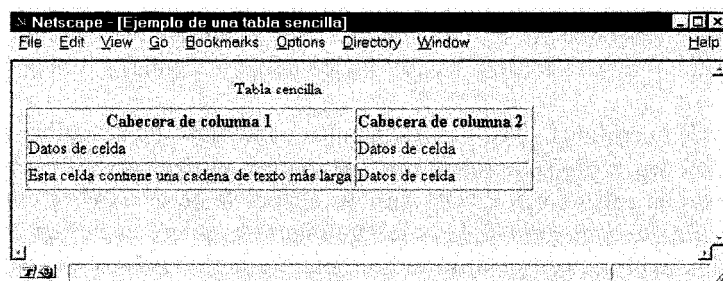 Netscape - [Ejemplo de una tabla sencilla]
File Edit View Go Bookmarks Options Directory Window Help
Tabla sencilla
Cabecera de columna 1 Cabecera de columna 2
Datos de celda Datos de celda
Esta celda contiene una cadena de texto más larga Datos de celda